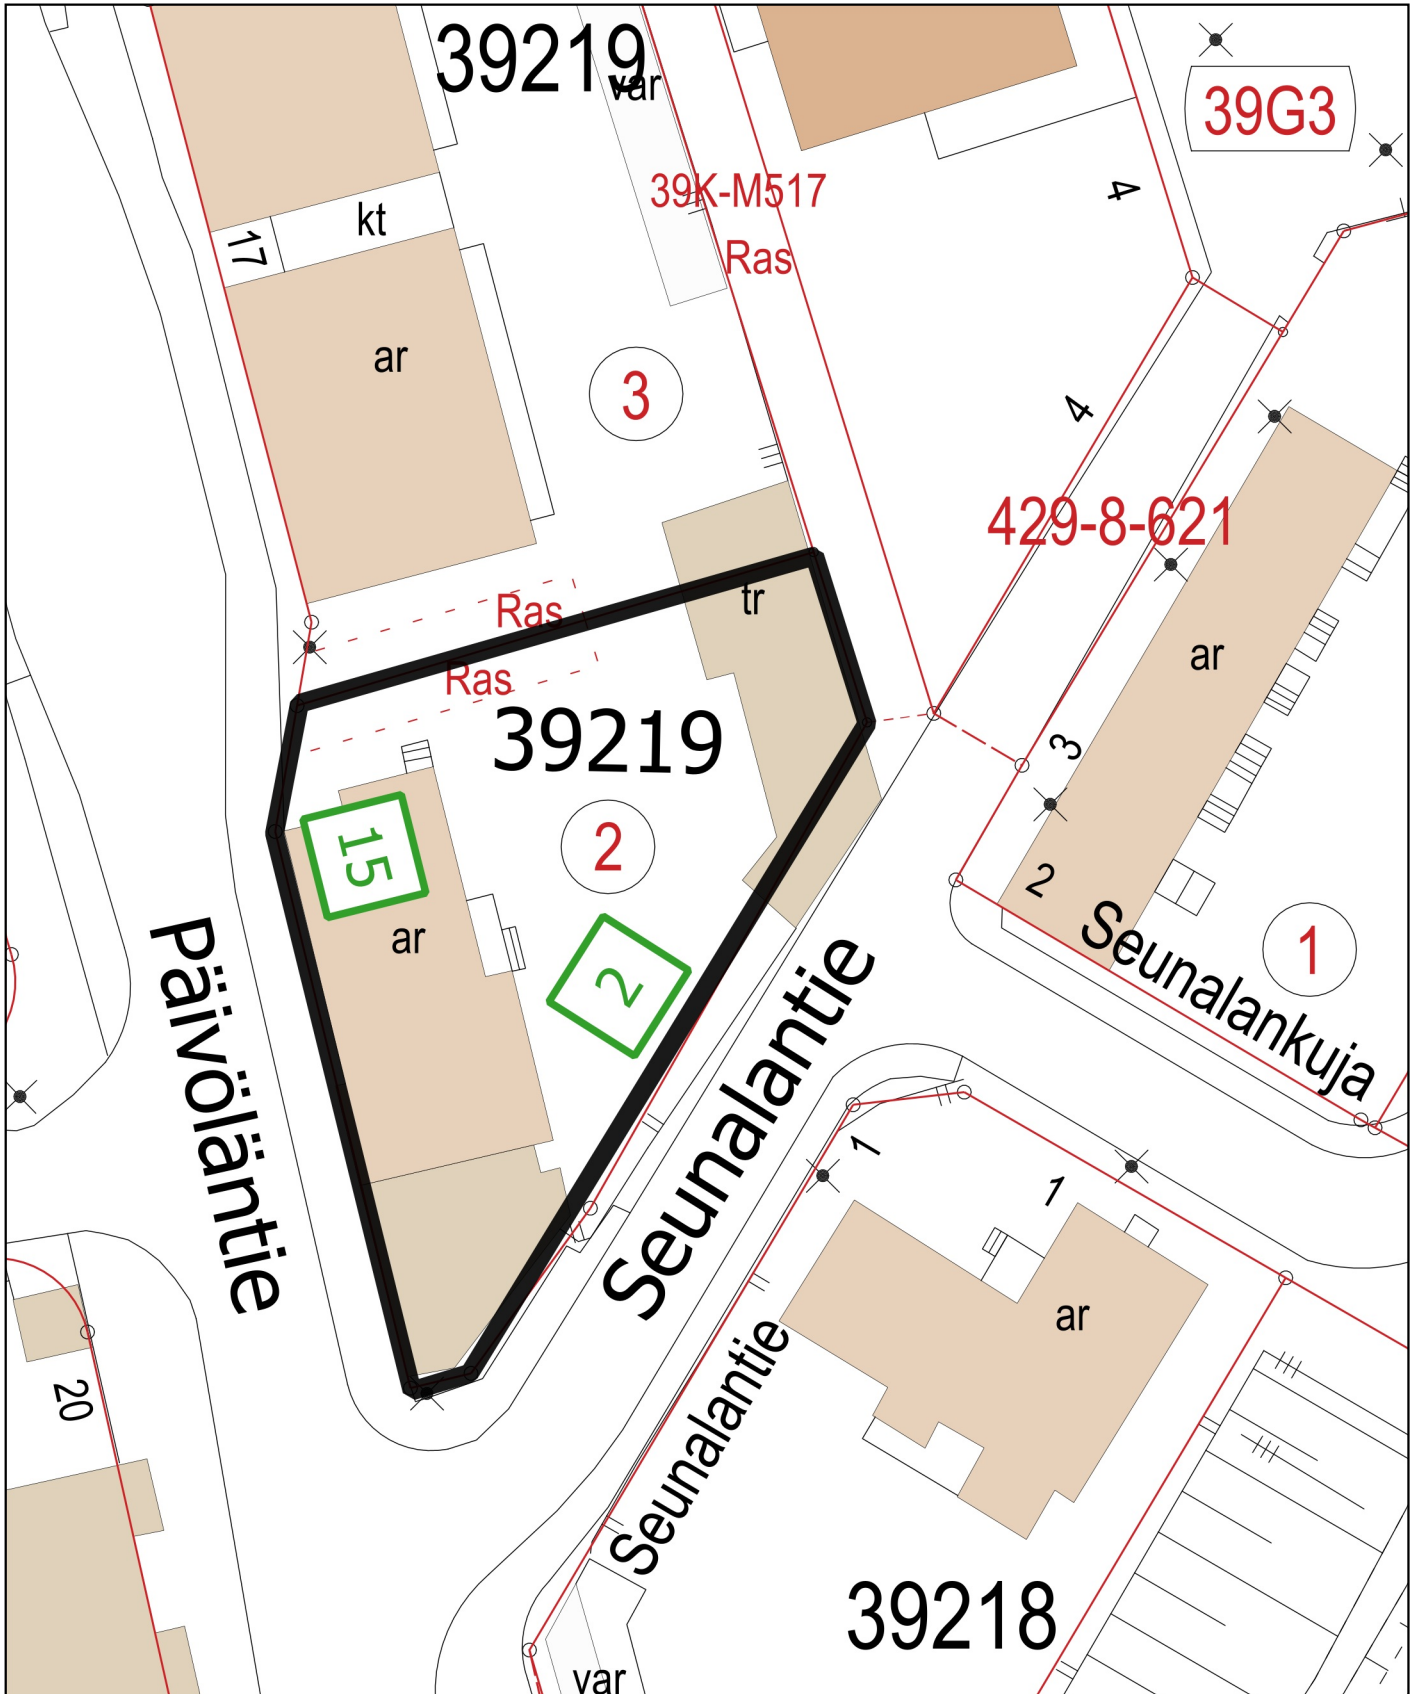 39219
var
39G3
39K-M517
4
kt
17
Ras
ar
3
4
429-8-621
Ras
tr
ar
Ras
39219
3
15
2
2
ar
2
Seunalankuja
1
Päivöläntie
Seunalantie
1
1
ar
20
Seunalantie
39218
var